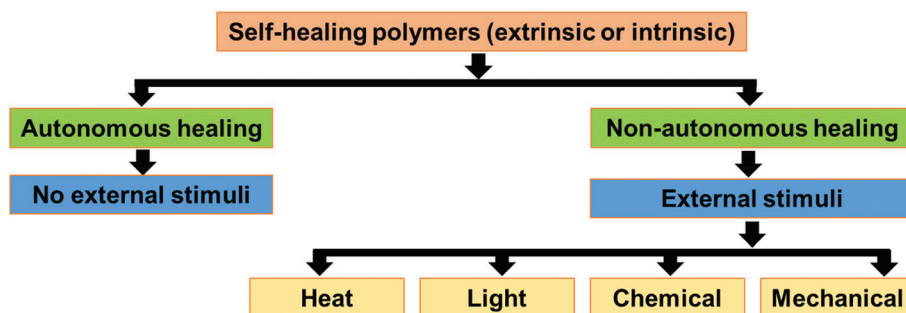 Self-healing polymers (extrinsic or intrinsic)
Autonomous healing
Non-autonomous healing
No external stimuli
External stimuli
Heat
Light
Chemical
Mechanical